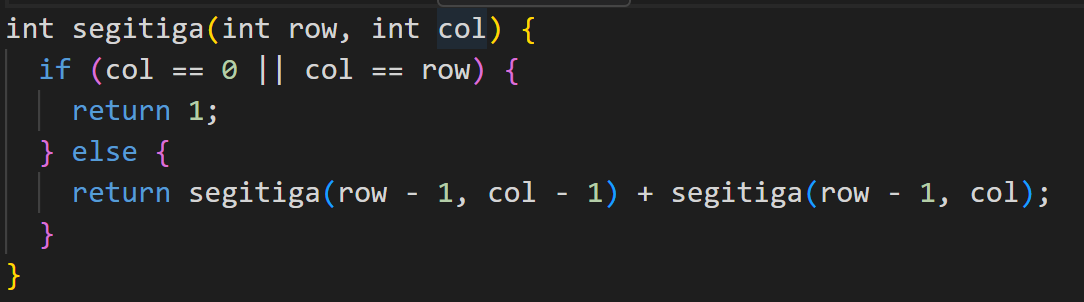 int segitiga(int row, int col) {
  if (col == 0 || col == row) {
    return 1;
  } else {
    return segitiga(row - 1, col - 1) + segitiga(row - 1, col);
  }
}